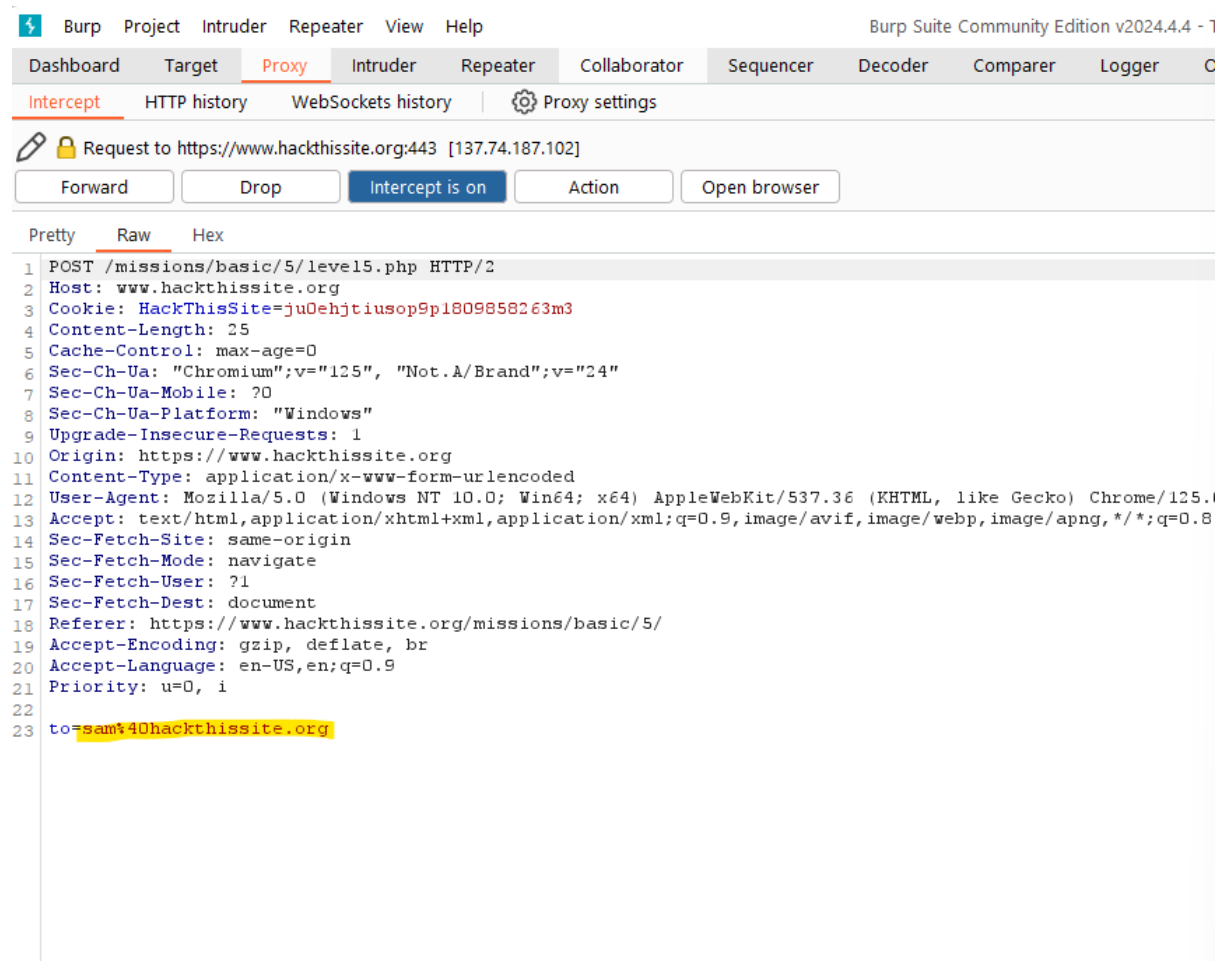 Burp Project Intruder Repeater View Help Burp Suite Community Edition v2024.4.4 - T
Dashboard Target Proxy Intruder Repeater Collaborator Sequencer Decoder Comparer Logger O
Intercept HTTP history WebSockets history Proxy settings
Request to https://www.hackthissite.org:443 [137.74.187.102]
Forward Drop Intercept is on Action Open browser
Pretty Raw Hex
1 POST /missions/basic/5/level5.php HTTP/2
2 Host: www.hackthissite.org
3 Cookie: HackThisSite=ju0ehjtiusop9p1809858263m3
4 Content-Length: 25
5 Cache-Control: max-age=0
6 Sec-Ch-Ua: "Chromium";v="125", "Not.A/Brand";v="24"
7 Sec-Ch-Ua-Mobile: ?0
8 Sec-Ch-Ua-Platform: "Windows"
9 Upgrade-Insecure-Requests: 1
10 Origin: https://www.hackthissite.org
11 Content-Type: application/x-www-form-urlencoded
12 User-Agent: Mozilla/5.0 (Windows NT 10.0; Win64; x64) AppleWebKit/537.36 (KHTML, like Gecko) Chrome/125.
13 Accept: text/html,application/xhtml+xml,application/xml;q=0.9,image/avif,image/webp,image/apng,*/*;q=0.8
14 Sec-Fetch-Site: same-origin
15 Sec-Fetch-Mode: navigate
16 Sec-Fetch-User: ?1
17 Sec-Fetch-Dest: document
18 Referer: https://www.hackthissite.org/missions/basic/5/
19 Accept-Encoding: gzip, deflate, br
20 Accept-Language: en-US,en;q=0.9
21 Priority: u=0, i
22
23 to=sam%40hackthissite.org